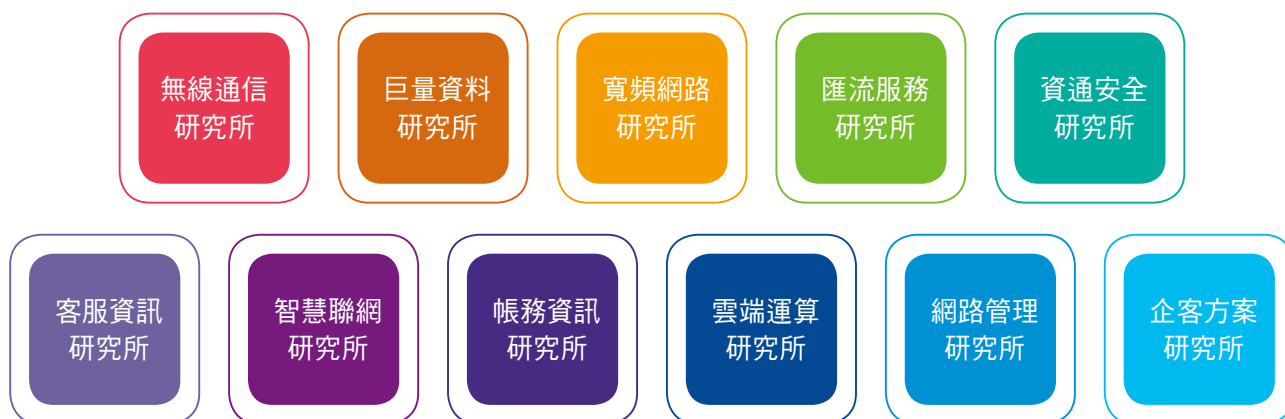 無線通信
研究所
巨量資料
研究所
寬頻網路
研究所
匯流服務
研究所
資通安全
研究所
客服資訊
研究所
智慧聯網
研究所
帳務資訊
研究所
雲端運算
研究所
網路管理
研究所
企客方案
研究所